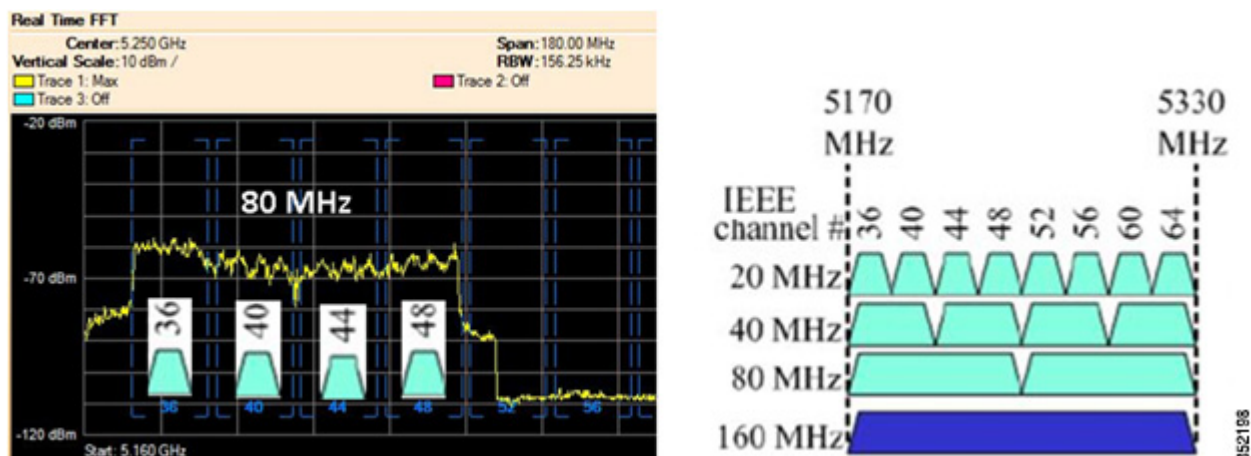 Real Time FFT
Center: 5.250 GHz Span: 180.00 MHz
Vertical Scale: 10 dBm / RBW: 156.25 kHz
Trace 1: Max Trace 2: Off
Trace 3: Off
-20 dBm
80 MHz
-70 dBm
36 40 44 48
36 40 44 48 52 56
-120 dBm
Start: 5.160 GHz
5170 MHz 5330 MHz
IEEE channel # 36 40 44 48 52 56 60 64
20 MHz
40 MHz
80 MHz
160 MHz
352198